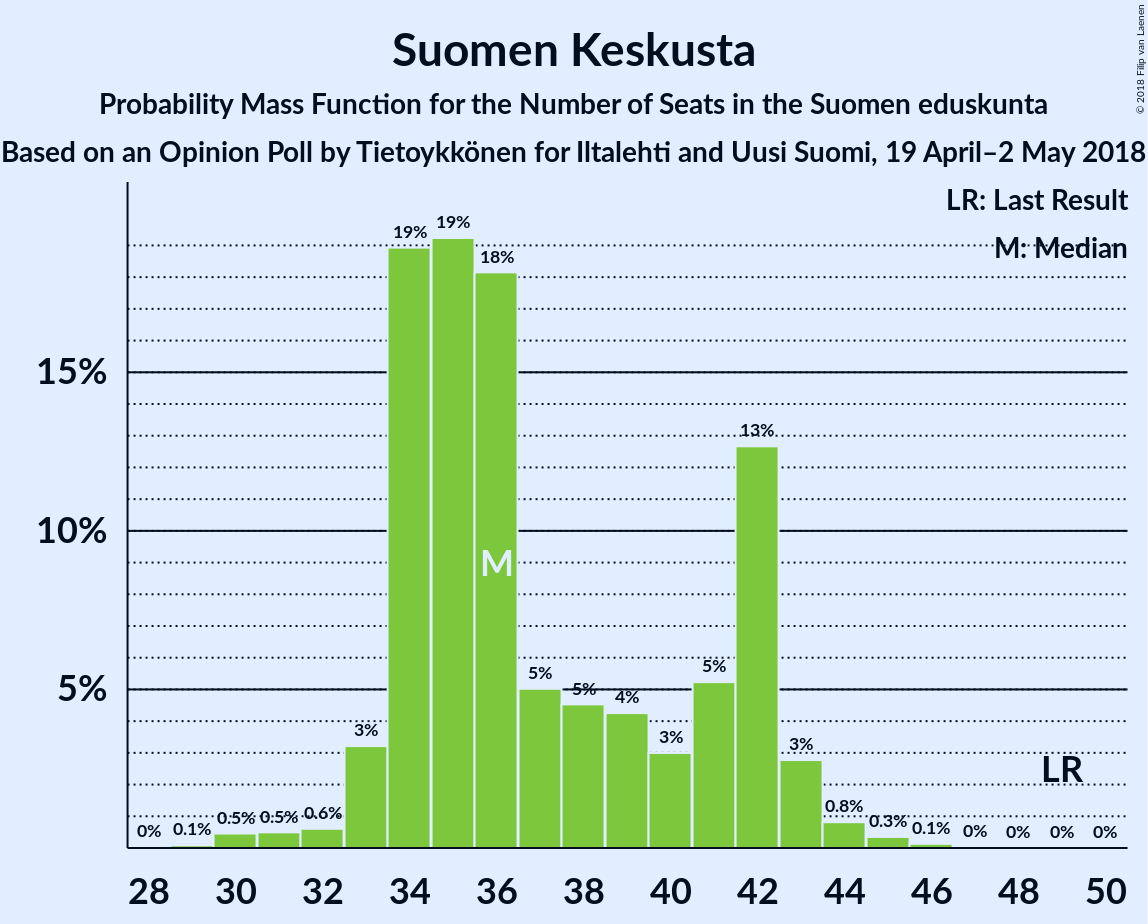 Suomen Keskusta
Probability Mass Function for the Number of Seats in the Suomen eduskunta
Based on an Opinion Poll by Tietoykkönen for Iltalehti and Uusi Suomi, 19 April–2 May 2018
© 2018 Filip van Laenen
LR: Last Result
M: Median
15%
10%
5%
0% 0.1% 0.5% 0.5% 0.6% 3% 19% 19% 18% 5% 5% 4% 3% 5% 13% 3% 0.8% 0.3% 0.1% 0% 0% 0% 0%
M
LR
28 30 32 34 36 38 40 42 44 46 48 50